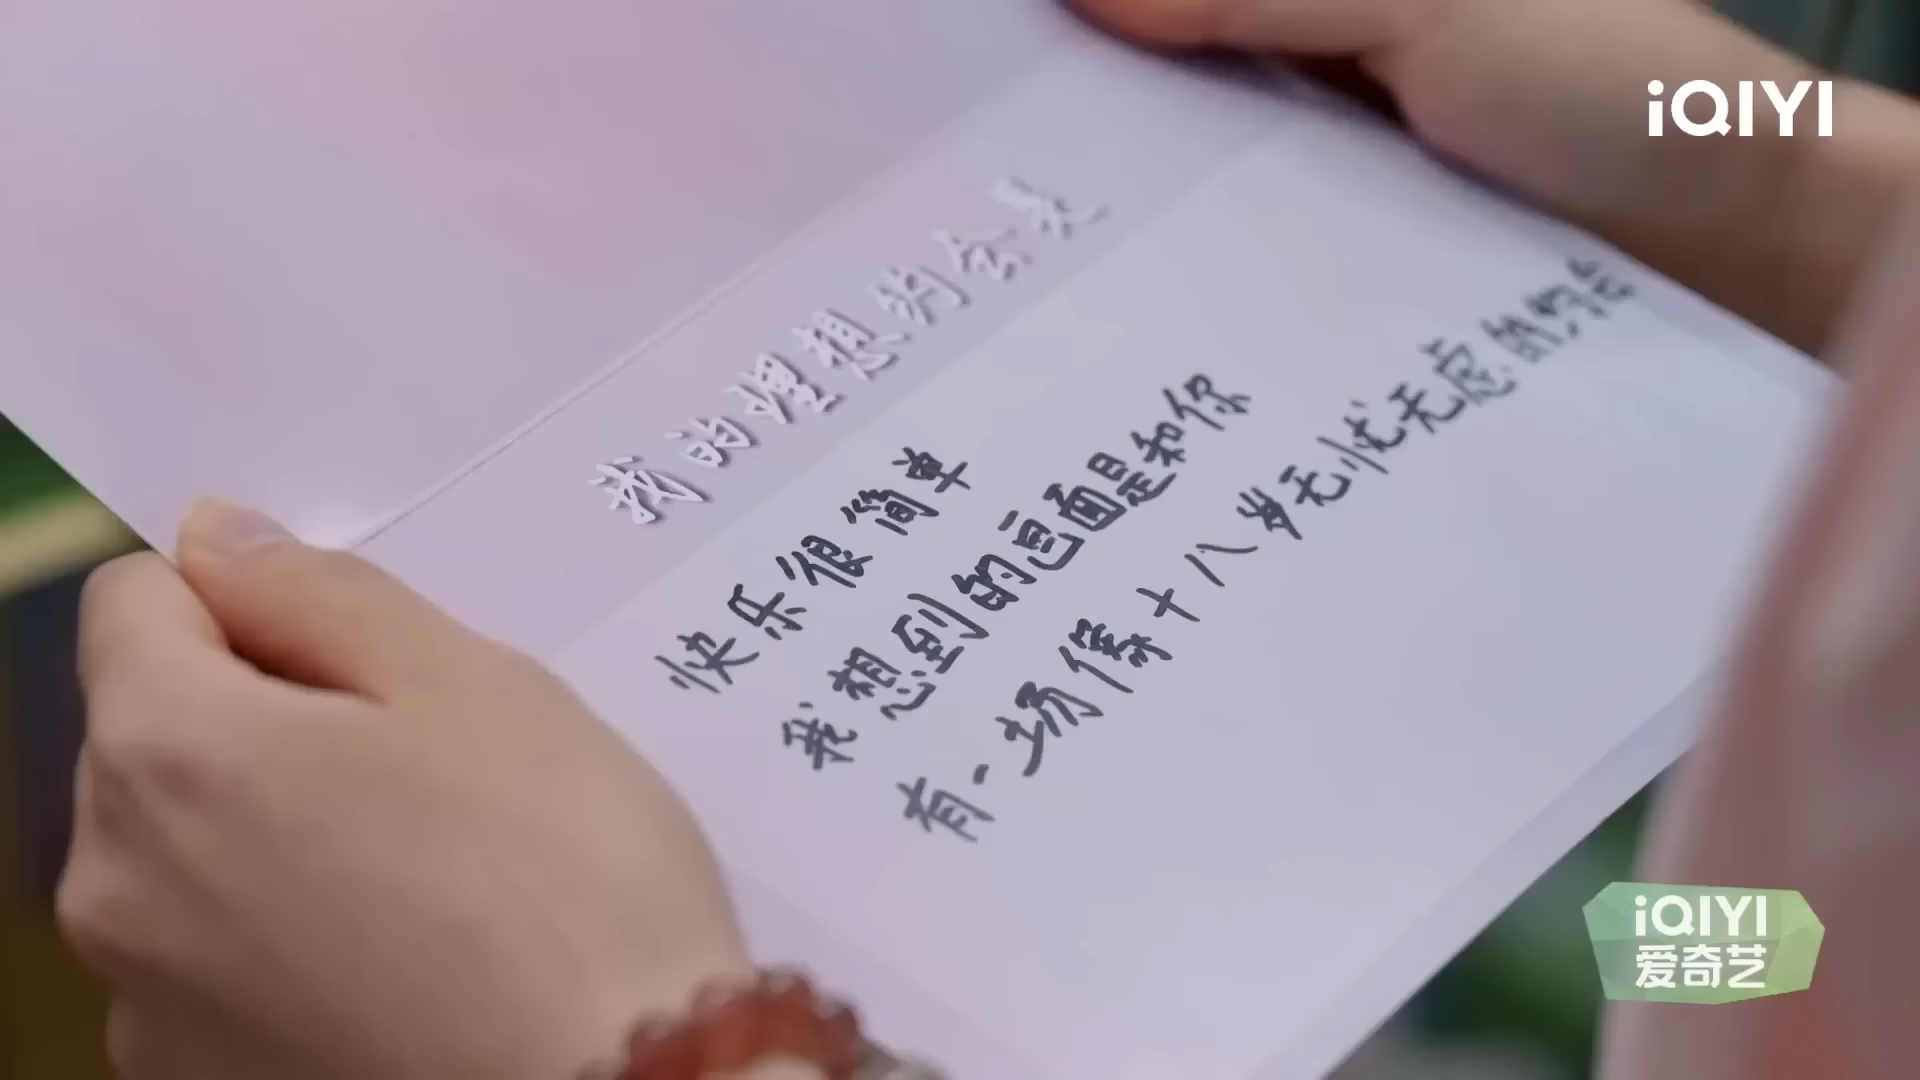 iQIYI
我的理想约会是
快乐很简单
我想到的画面是和你
有一场像十八岁无忧无虑的约会
iQIYI
爱奇艺